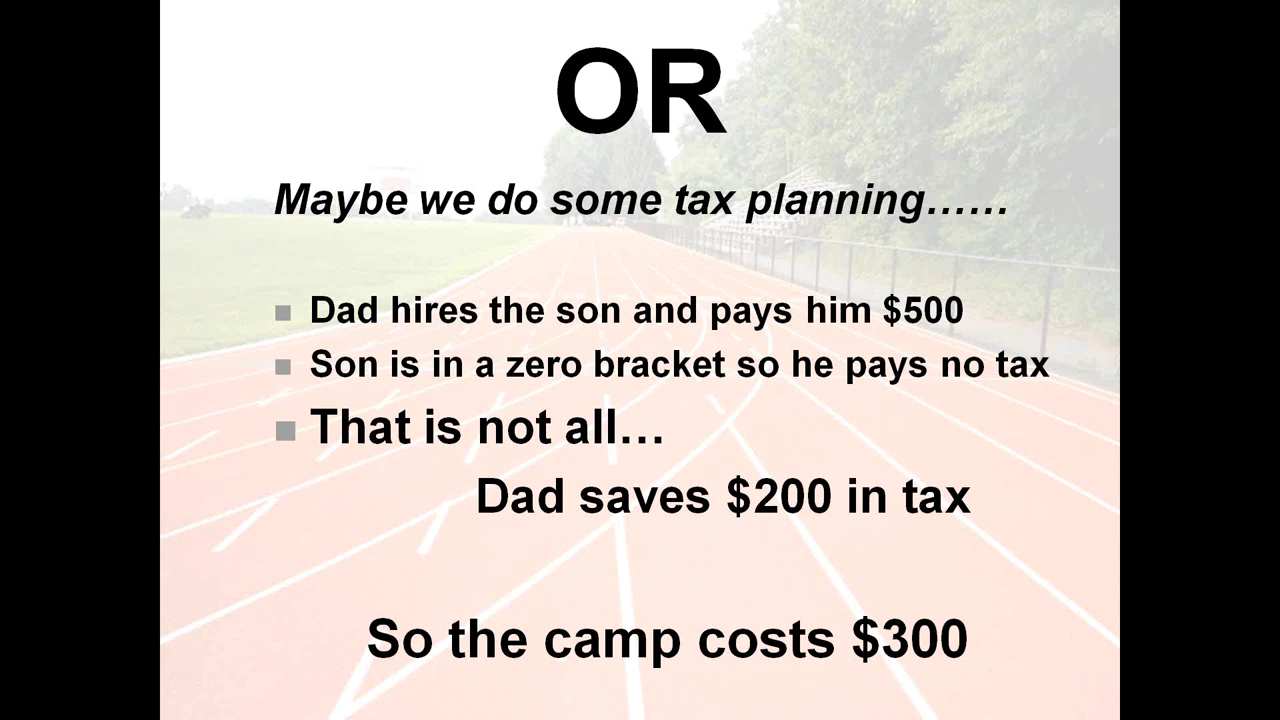 OR
Maybe we do some tax planning……
Dad hires the son and pays him $500
Son is in a zero bracket so he pays no tax
That is not all…
Dad saves $200 in tax
So the camp costs $300